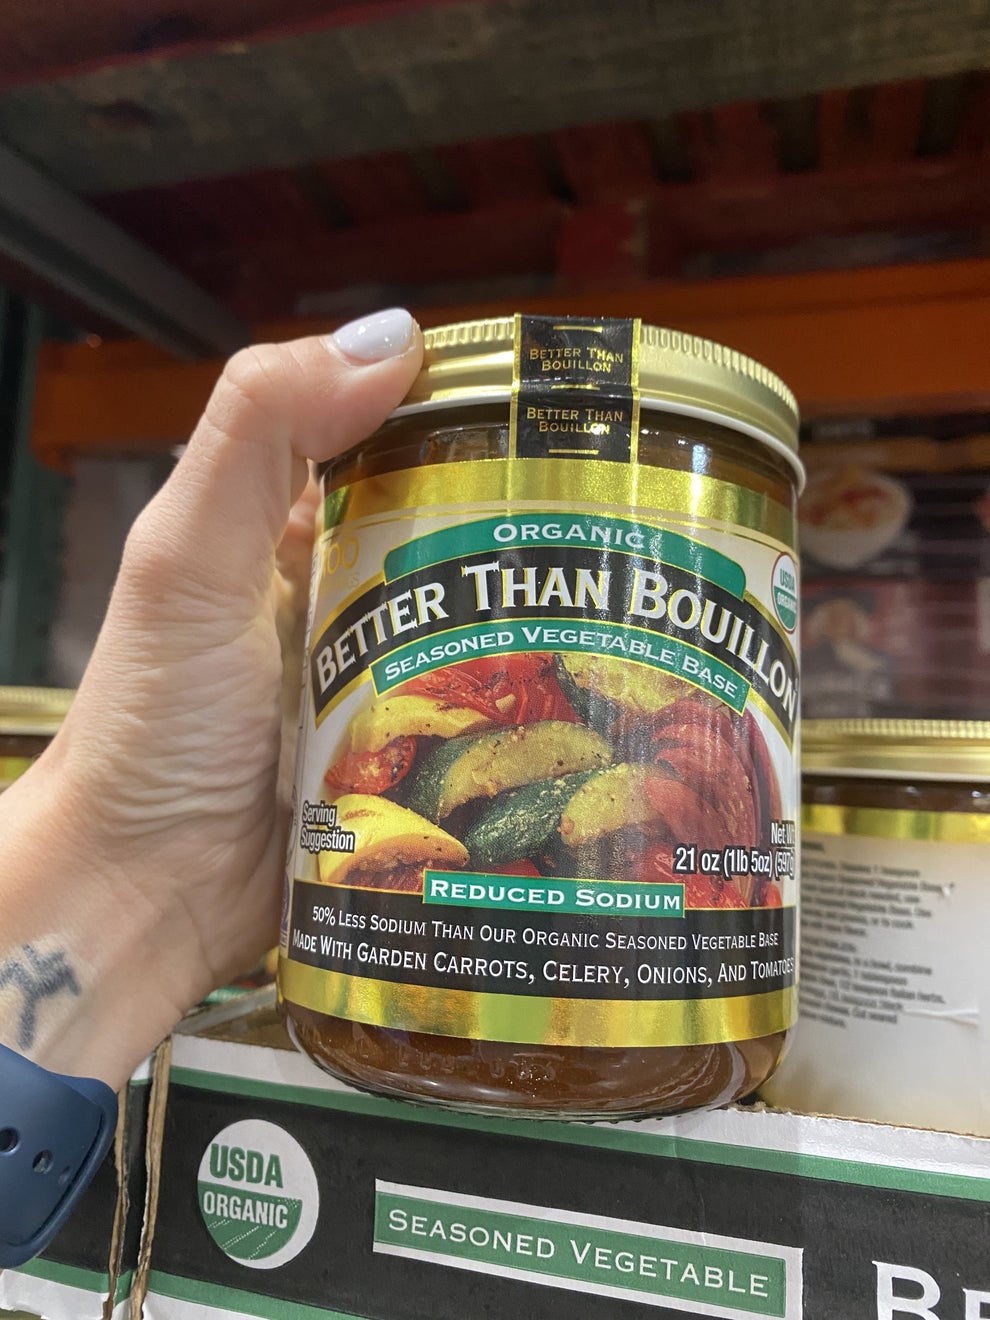 BETTER THAN
BOUILLON
BETTER THAN
BOUILLON
ORGANIC
USDA
ORGANIC
BETTER THAN BOUILLON
SEASONED VEGETABLE BASE
Serving
Suggestion
Net
21 oz (1lb 5oz)
REDUCED SODIUM
50% LESS SODIUM THAN OUR ORGANIC SEASONED VEGETABLE BASE
MADE WITH GARDEN CARROTS, CELERY, ONIONS, AND TOMATOES
USDA
ORGANIC
SEASONED VEGETABLE
BE